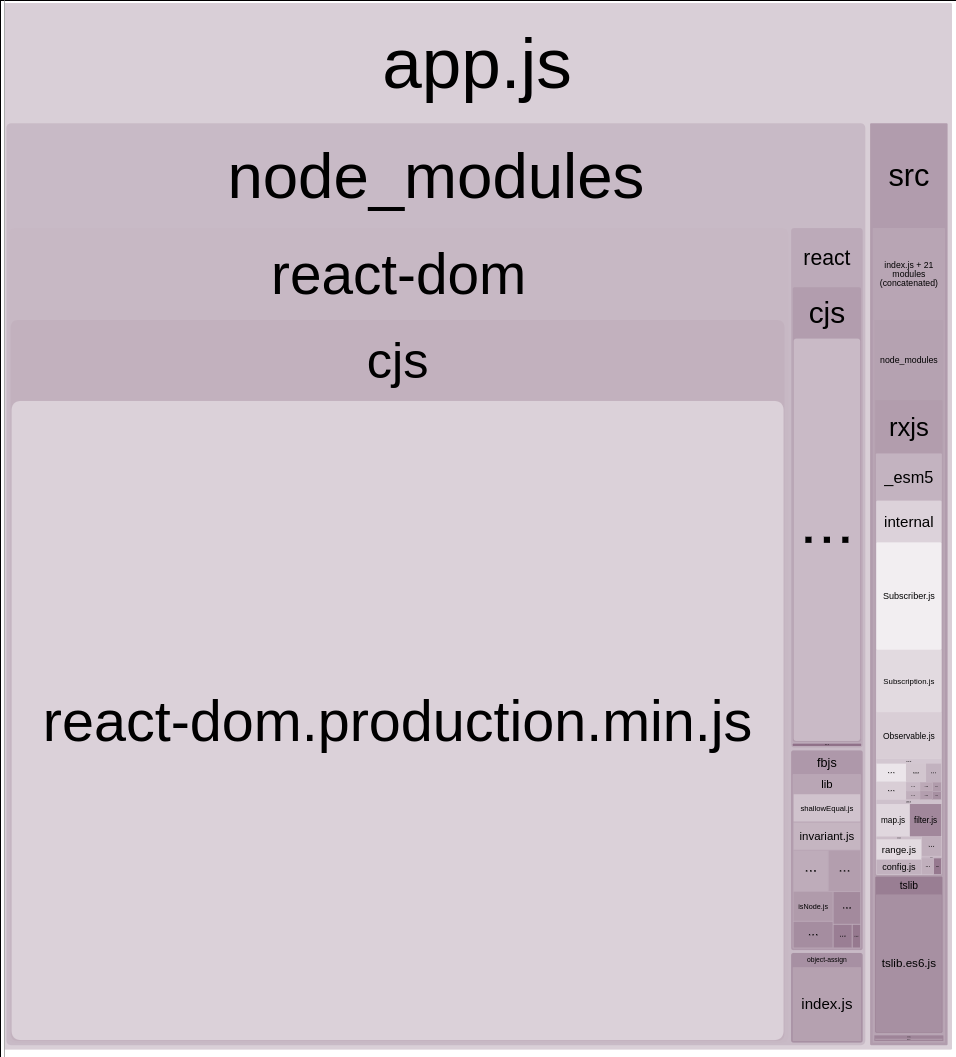 app.js
node_modules
src
react-dom
react
index.js + 21
modules
(concatenated)
cjs
cjs
node_modules
rxjs
_esm5
internal
...
Subscriber.js
Subscription.js
Observable.js
react-dom.production.min.js
fbjs
lib
shallowEqual.js
invariant.js
...
...
isNode.js
...
...
...
object-assign
index.js
...
...
...
...
map.js
filter.js
range.js
...
config.js
tslib
tslib.es6.js